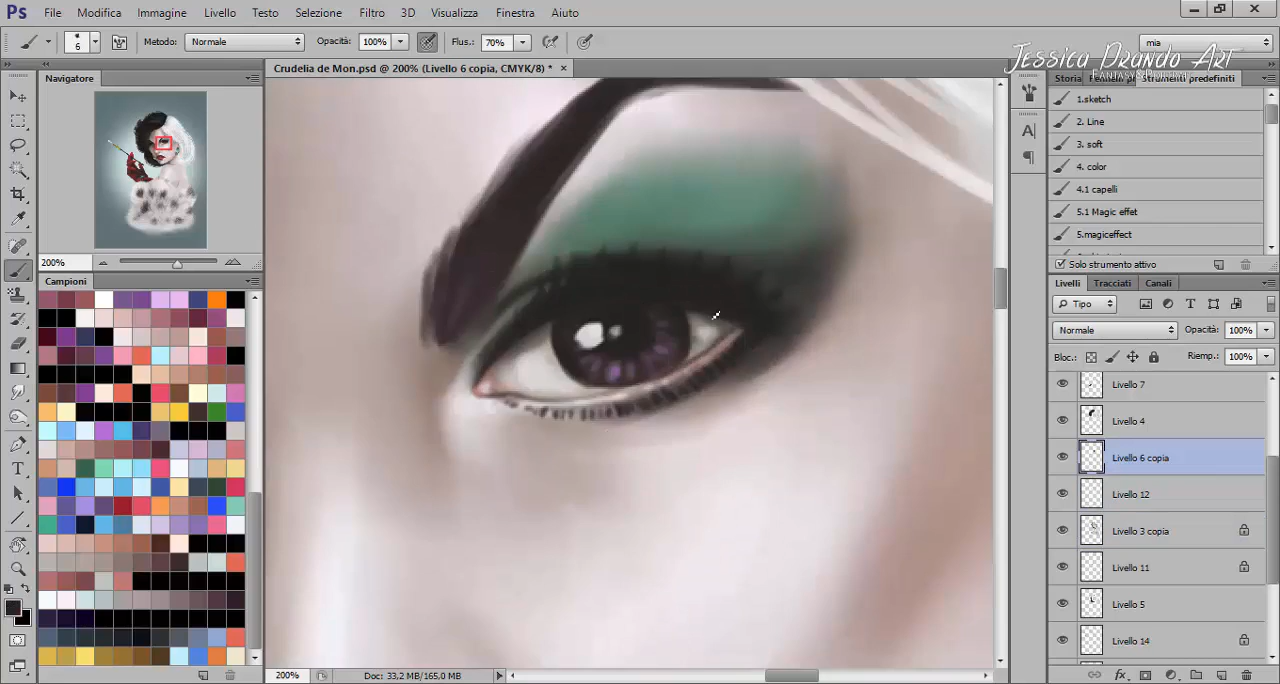 Ps File Modifica Immagine Livello Testo Selezione Filtro 3D Visualizza Finestra Aiuto
6 Metodo: Normale Opacità: 100% Flus.: 70% mia
Jessica Prando Art
Crudelia de Mon.psd @ 200% (Livello 6 copia, CMYK/8) *
Navigatore
Storia Strumenti predefiniti
1.sketch
2. Line
3. soft
4. color
4.1 capelli
5.1 Magic effet
5.magiceffect
Solo strumento attivo
200%
Campioni
Livelli Tracciati Canali
Tipo
Normale Opacità: 100%
Bloc.: Riemp.: 100%
Livello 7
Livello 4
Livello 6 copia
Livello 12
Livello 3 copia
Livello 11
Livello 5
Livello 14
200% Doc: 33,2 MB/165,0 MB